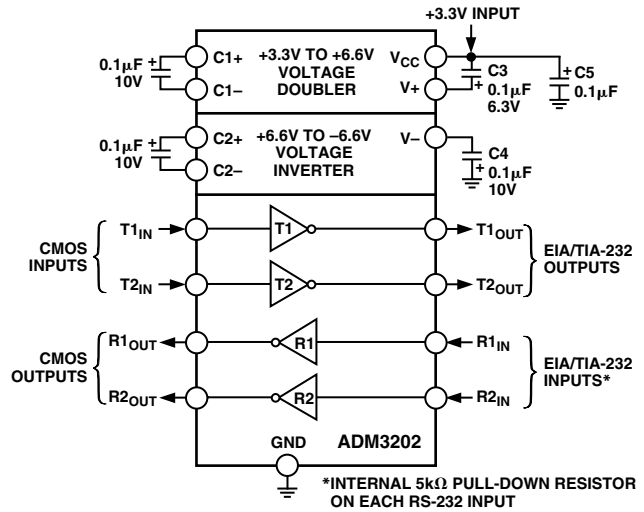 +3.3V INPUT
0.1µF
10V
+
C1+
C1–
+3.3V TO +6.6V
VOLTAGE
DOUBLER
VCC
V+
C3
+
0.1µF
6.3V
+
C5
0.1µF
0.1µF
10V
+
C2+
C2–
+6.6V TO –6.6V
VOLTAGE
INVERTER
V–
C4
+
0.1µF
10V
CMOS
INPUTS
T1IN
T2IN
T1
T2
T1OUT
T2OUT
EIA/TIA-232
OUTPUTS
CMOS
OUTPUTS
R1OUT
R2OUT
R1
R2
R1IN
R2IN
EIA/TIA-232
INPUTS*
GND
ADM3202
*INTERNAL 5kΩ PULL-DOWN RESISTOR
ON EACH RS-232 INPUT